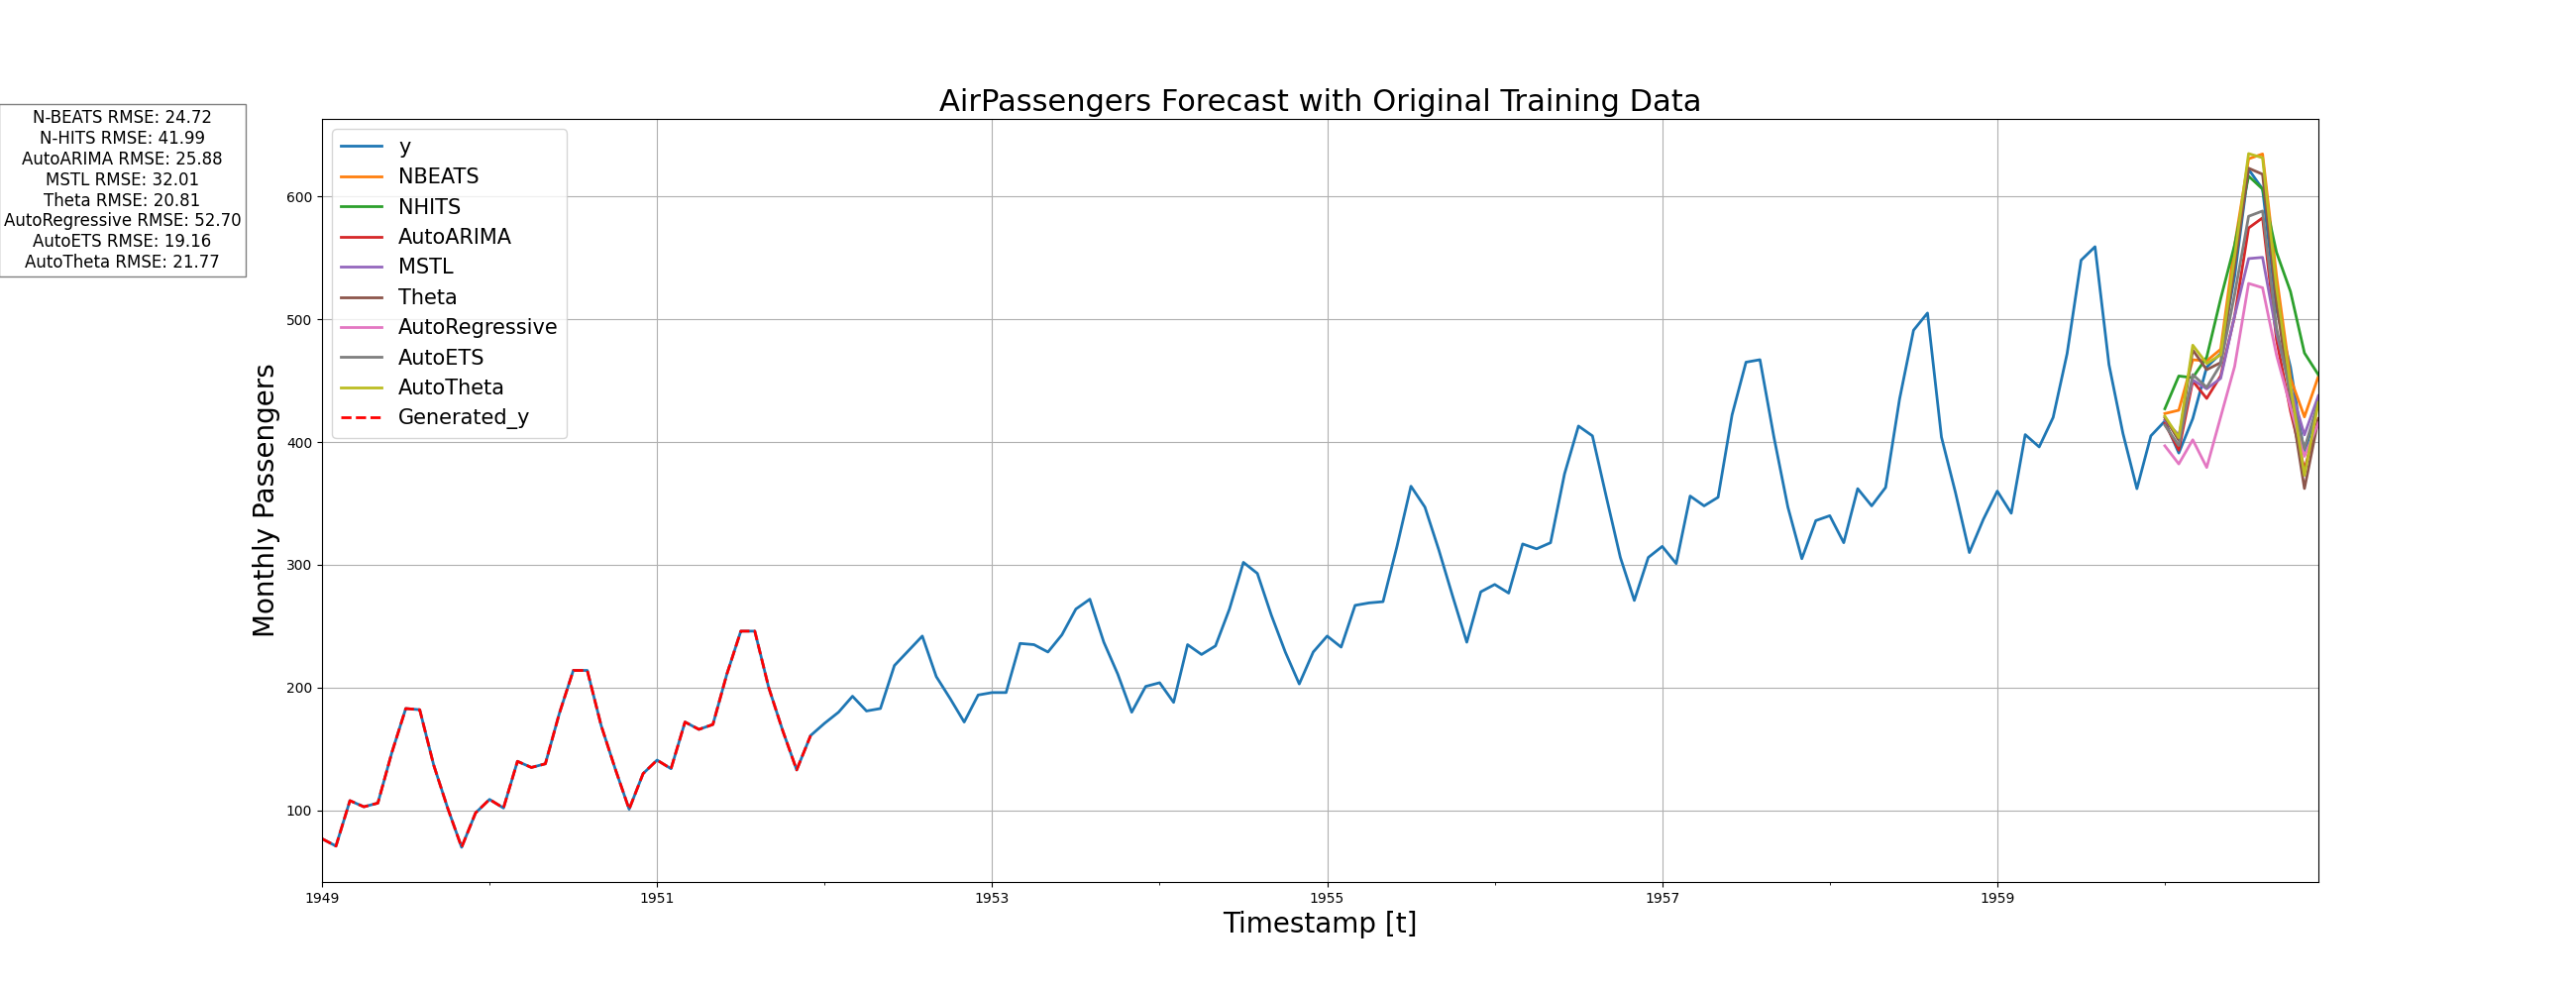 AirPassengers Forecast with Original Training Data
N-BEATS RMSE: 24.72
N-HITS RMSE: 41.99
AutoARIMA RMSE: 25.88
MSTL RMSE: 32.01
Theta RMSE: 20.81
AutoRegressive RMSE: 52.70
AutoETS RMSE: 19.16
AutoTheta RMSE: 21.77
y
NBEATS
NHITS
AutoARIMA
MSTL
Theta
AutoRegressive
AutoETS
AutoTheta
Generated_y
Monthly Passengers
600
500
400
300
200
100
1949
1951
1953
1955
1957
1959
Timestamp [t]